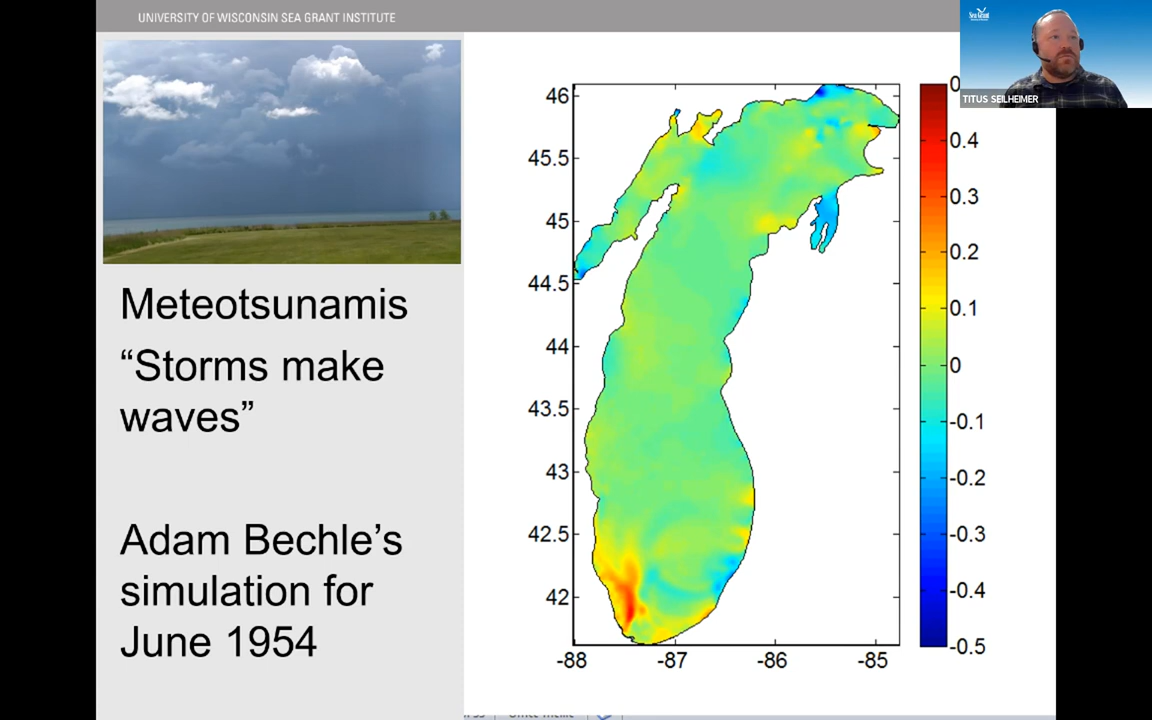 UNIVERSITY OF WISCONSIN SEA GRANT INSTITUTE
Sea Grant
TITUS SEILHEIMER
Meteotsunamis
“Storms make
waves”
Adam Bechle’s
simulation for
June 1954
46
45.5
45
44.5
44
43.5
43
42.5
42
-88
-87
-86
-85
0.4
0.3
0.2
0.1
0
-0.1
-0.2
-0.3
-0.4
-0.5